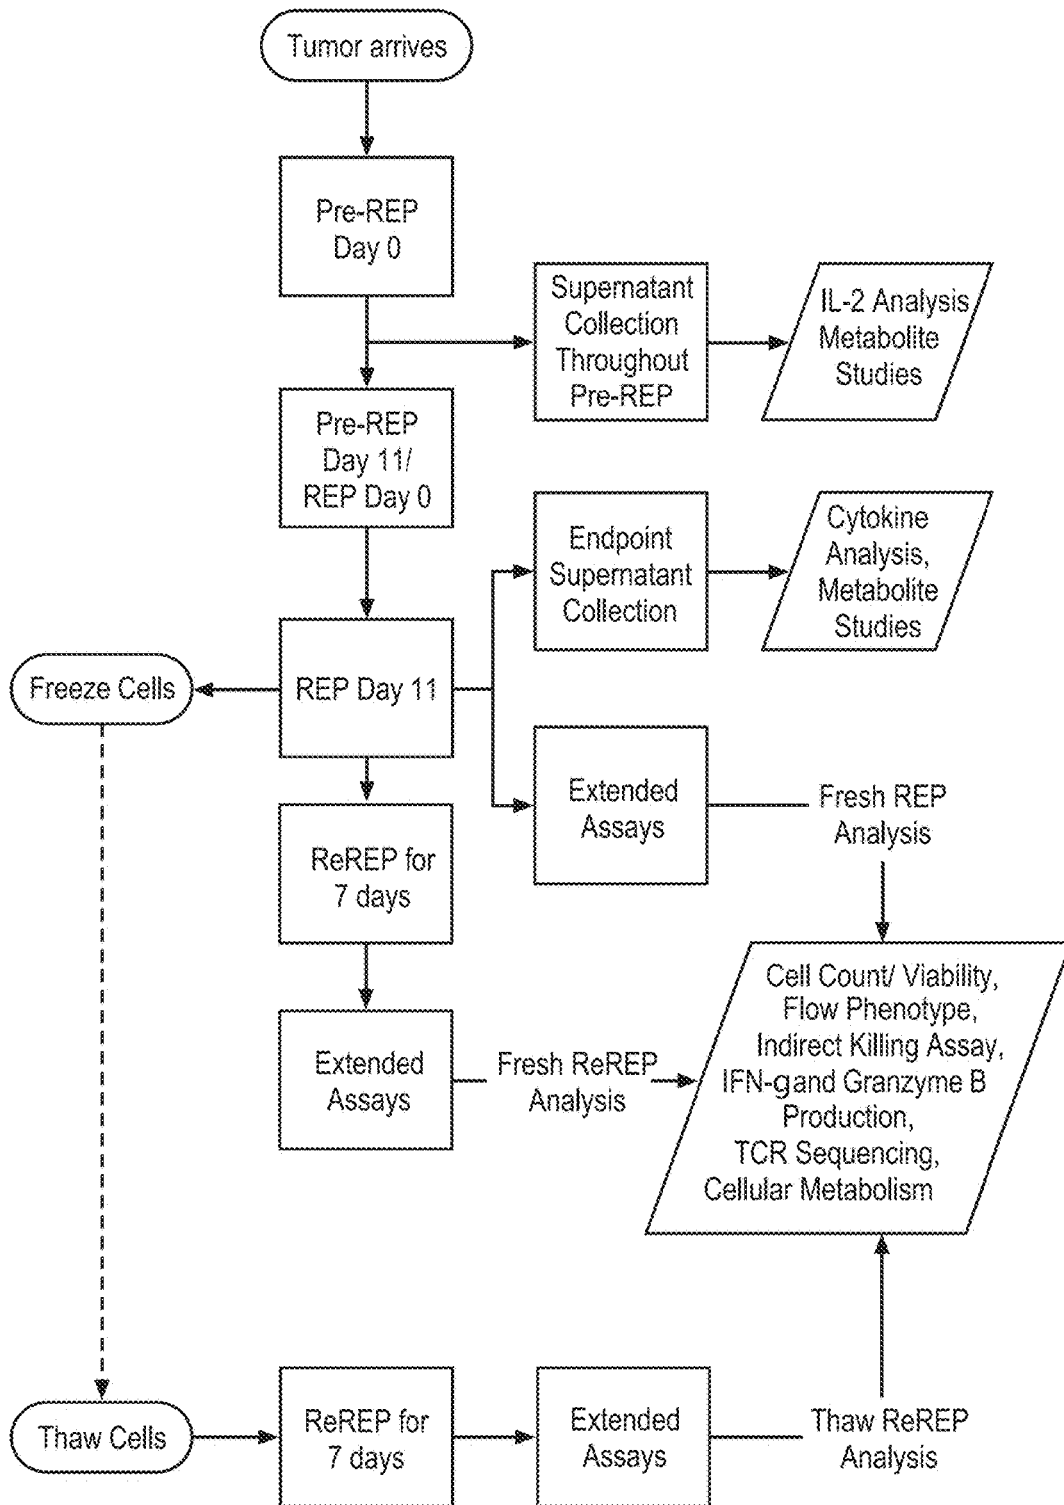 Tumor arrives
Pre-REP
Day 0
Supernatant
Collection
Throughout
Pre-REP
IL-2 Analysis
Metabolite
Studies
Pre-REP
Day 11/
REP Day 0
Endpoint
Supernatant
Collection
Cytokine
Analysis,
Metabolite
Studies
Freeze Cells
REP Day 11
Extended
Assays
Fresh REP
Analysis
ReREP for
7 days
Extended
Assays
Fresh ReREP
Analysis
Cell Count/ Viability,
Flow Phenotype,
Indirect Killing Assay,
IFN-gand Granzyme B
Production,
TCR Sequencing,
Cellular Metabolism
Thaw Cells
ReREP for
7 days
Extended
Assays
Thaw ReREP
Analysis